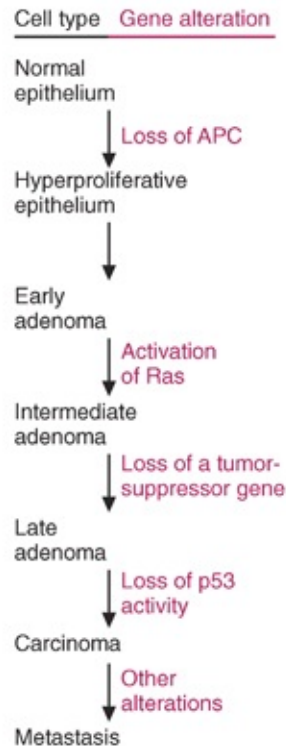 Cell type Gene alteration
Normal
epithelium
Loss of APC
Hyperproliferative
epithelium
Early
adenoma
Activation
of Ras
Intermediate
adenoma
Loss of a tumor-
suppressor gene
Late
adenoma
Loss of p53
activity
Carcinoma
Other
alterations
Metastasis